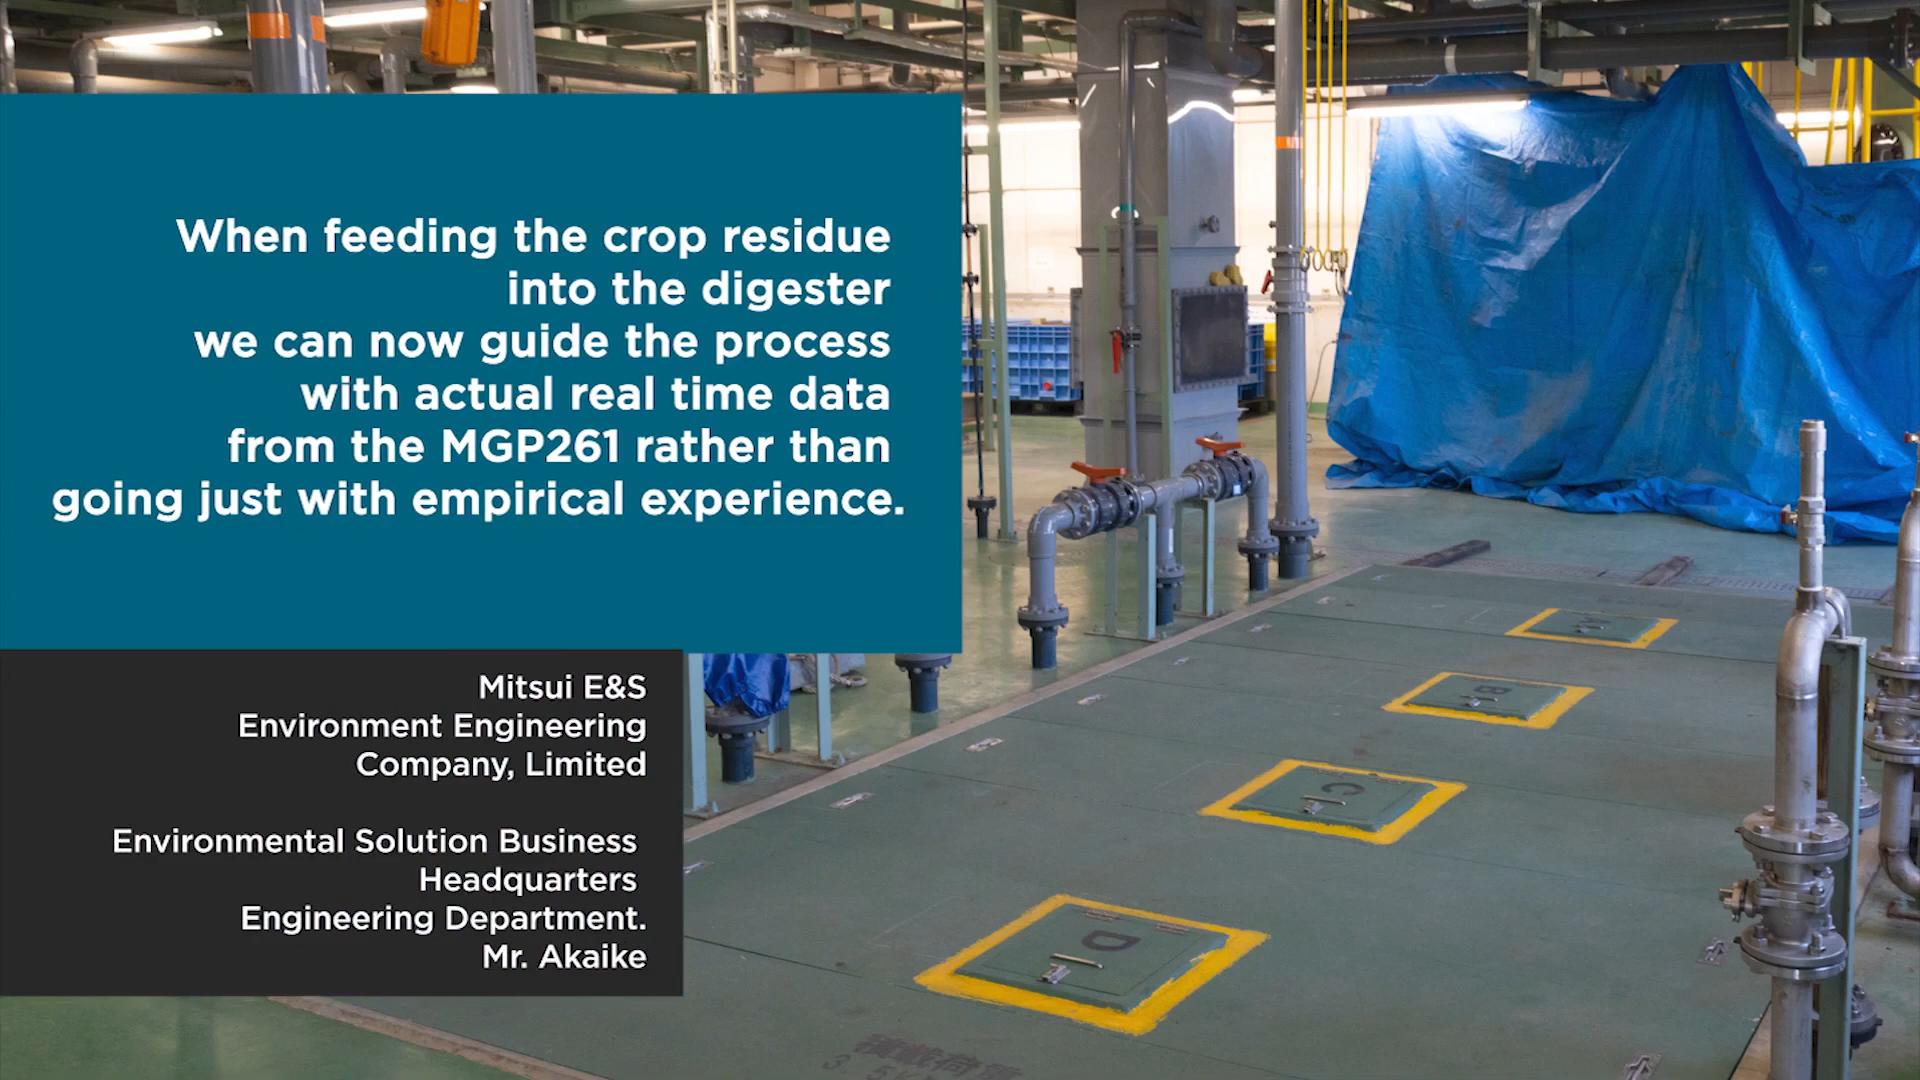 When feeding the crop residue
into the digester
we can now guide the process
with actual real time data
from the MGP261 rather than
going just with empirical experience.
Mitsui E&S
Environment Engineering
Company, Limited
Environmental Solution Business
Headquarters
Engineering Department.
Mr. Akaike
B
C
D